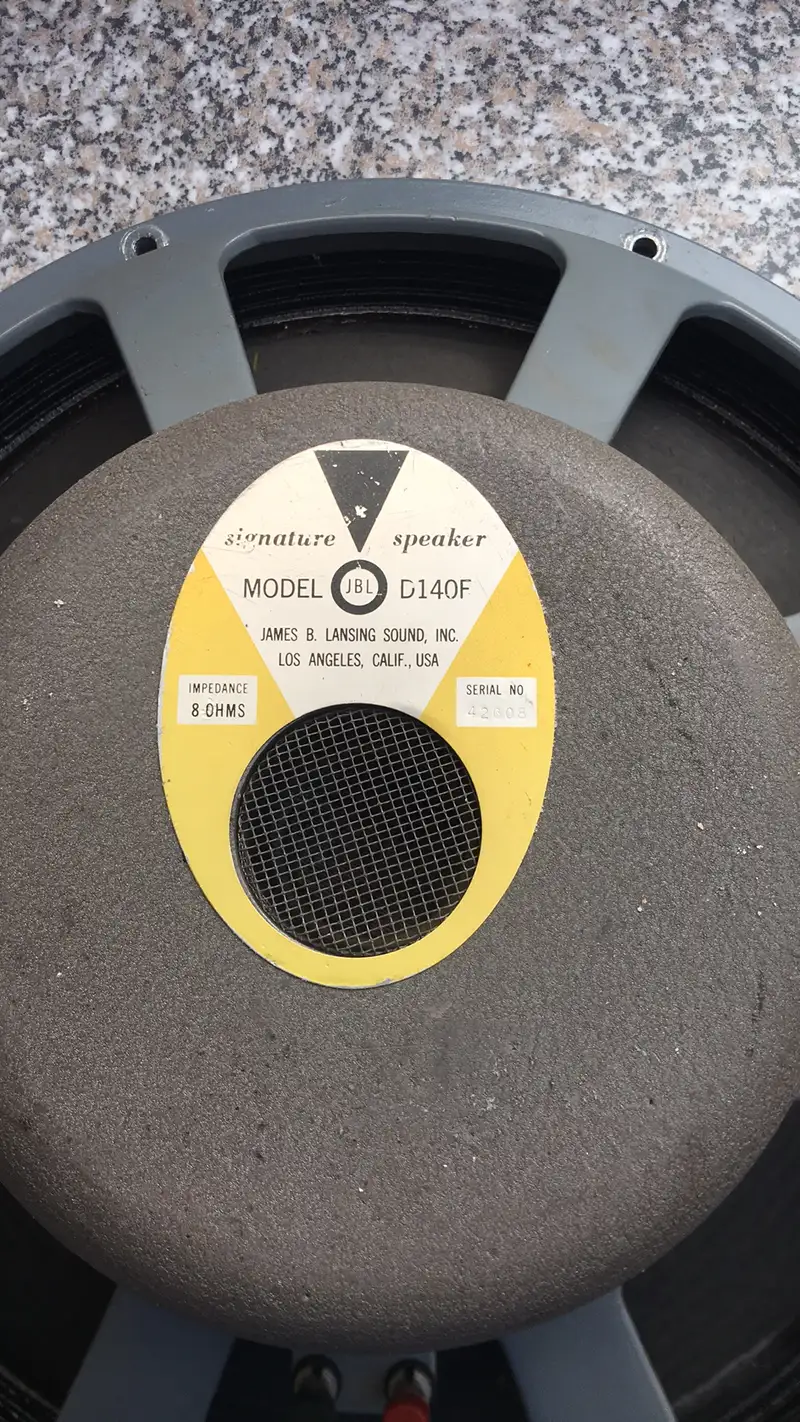 signature speaker
MODEL JBL D140F
JAMES B. LANSING SOUND, INC.
LOS ANGELES, CALIF., USA
IMPEDANCE
8 OHMS
SERIAL NO